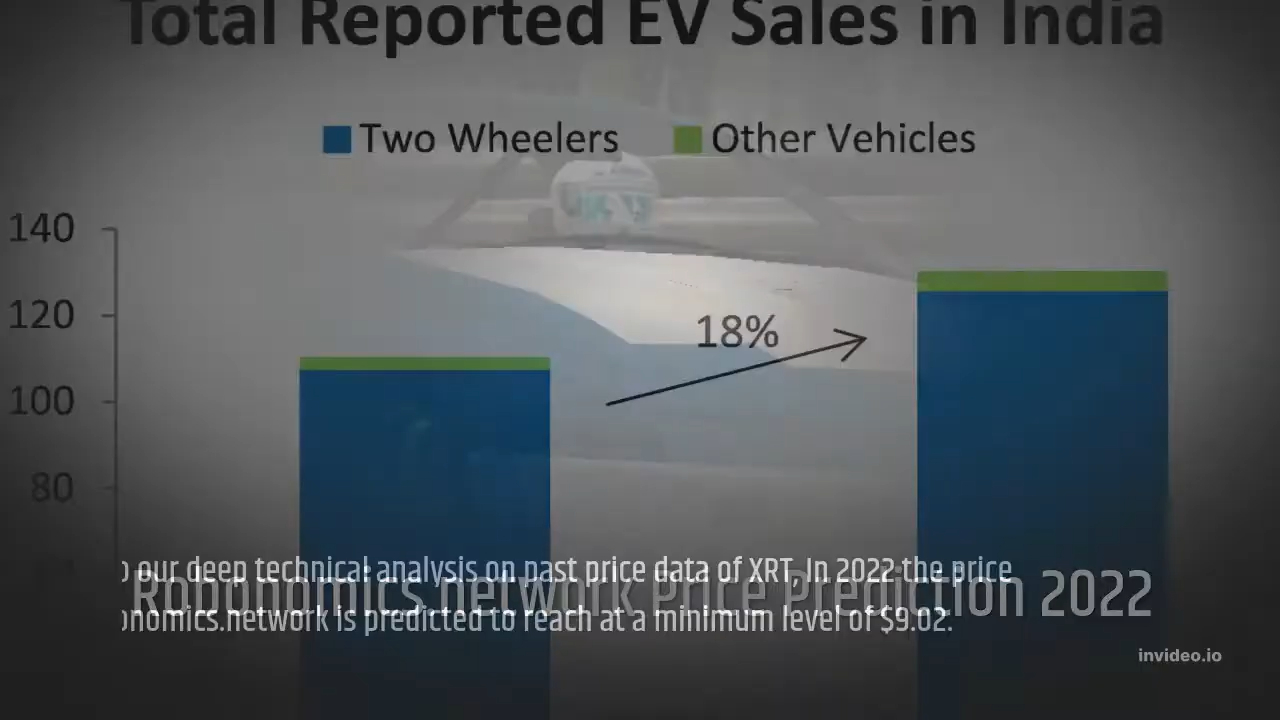 Total Reported EV Sales in India
Two Wheelers
Other Vehicles
140
120
100
80
18%
our deep technical analysis on past price data of XRT, In 2022 the price
Robonomics.network Price Prediction 2022
is predicted to reach at a minimum level of $9.02.
invideo.io